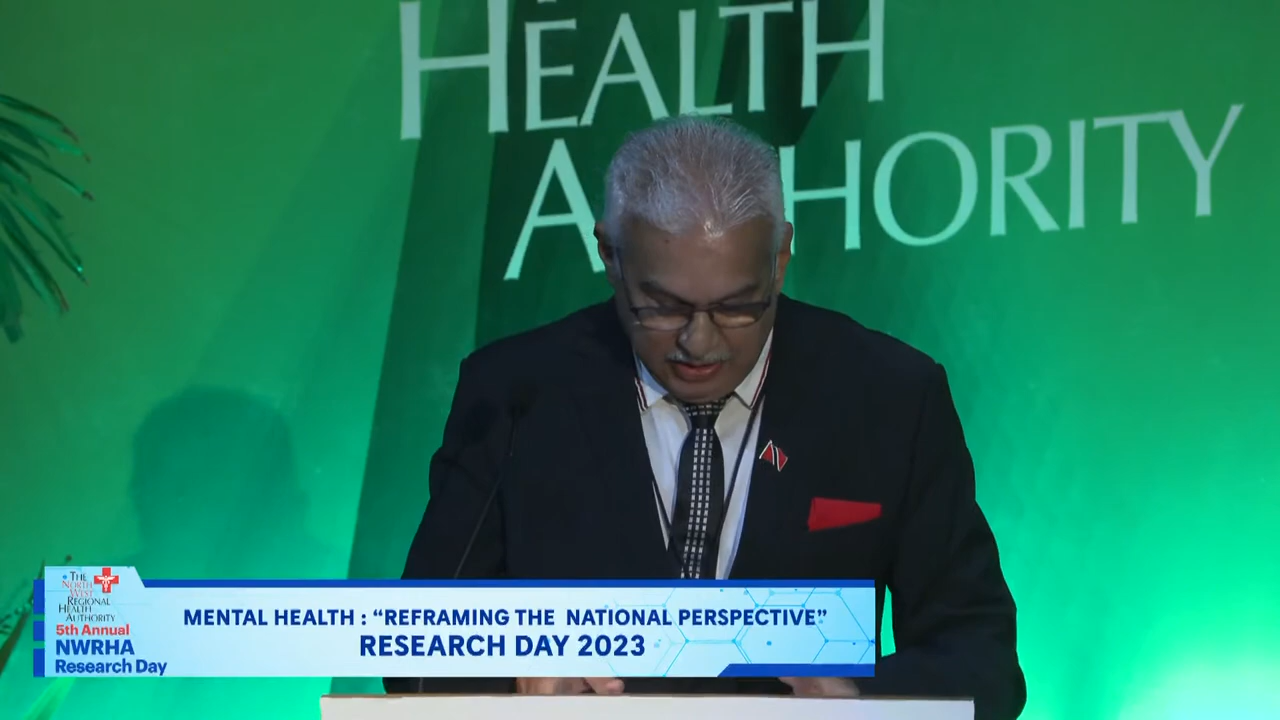 HEALTH
AUTHORITY
THE
NORTH
WEST
REGIONAL
HEALTH
AUTHORITY
5th Annual
NWRHA
Research Day
MENTAL HEALTH : “REFRAMING THE NATIONAL PERSPECTIVE”
RESEARCH DAY 2023